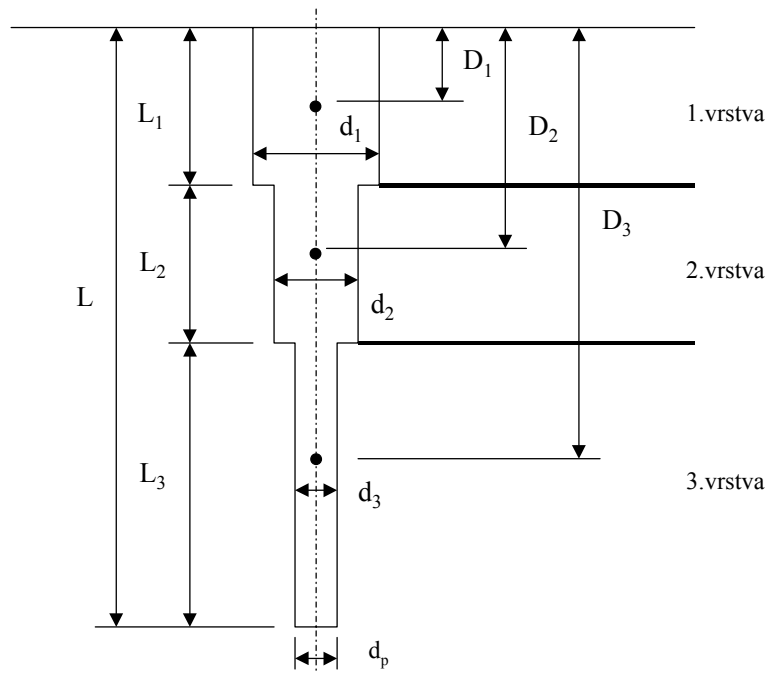 D₁
L₁
1.vrstva
d₁
D₂
D₃
L₂
2.vrstva
L
d₂
L₃
d₃
3.vrstva
dₚ